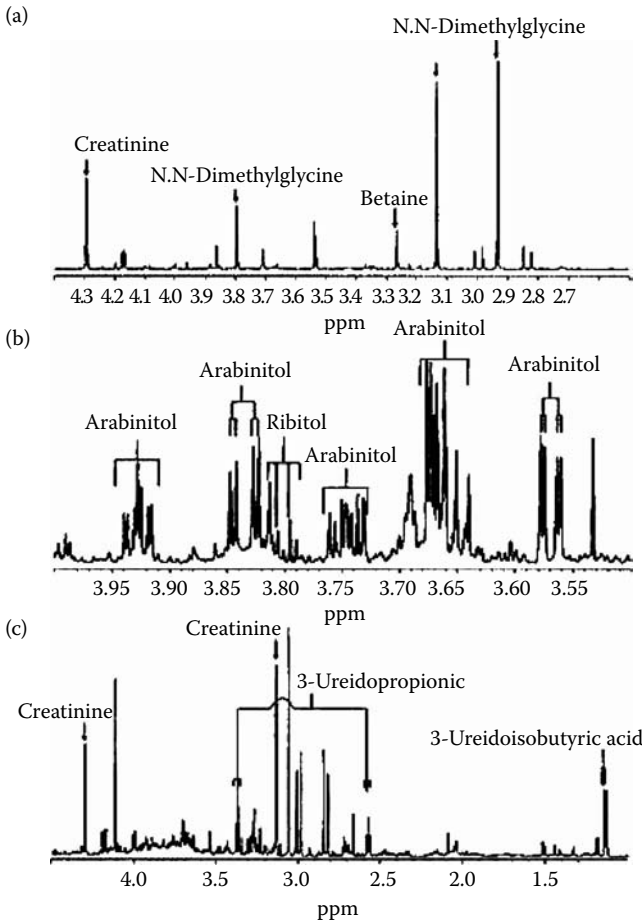 (a)
N.N-Dimethylglycine
Creatinine
N.N-Dimethylglycine
Betaine
4.3 4.2 4.1 4.0 3.9 3.8 3.7 3.6 3.5 3.4 3.3 3.2 3.1 3.0 2.9 2.8 2.7
ppm
(b)
Arabinitol
Arabinitol
Arabinitol
Arabinitol Ribitol
Arabinitol
3.95 3.90 3.85 3.80 3.75 3.70 3.65 3.60 3.55
ppm
(c)
Creatinine
3-Ureidopropionic
Creatinine
3-Ureidoisobutyric acid
4.0 3.5 3.0 2.5 2.0 1.5
ppm